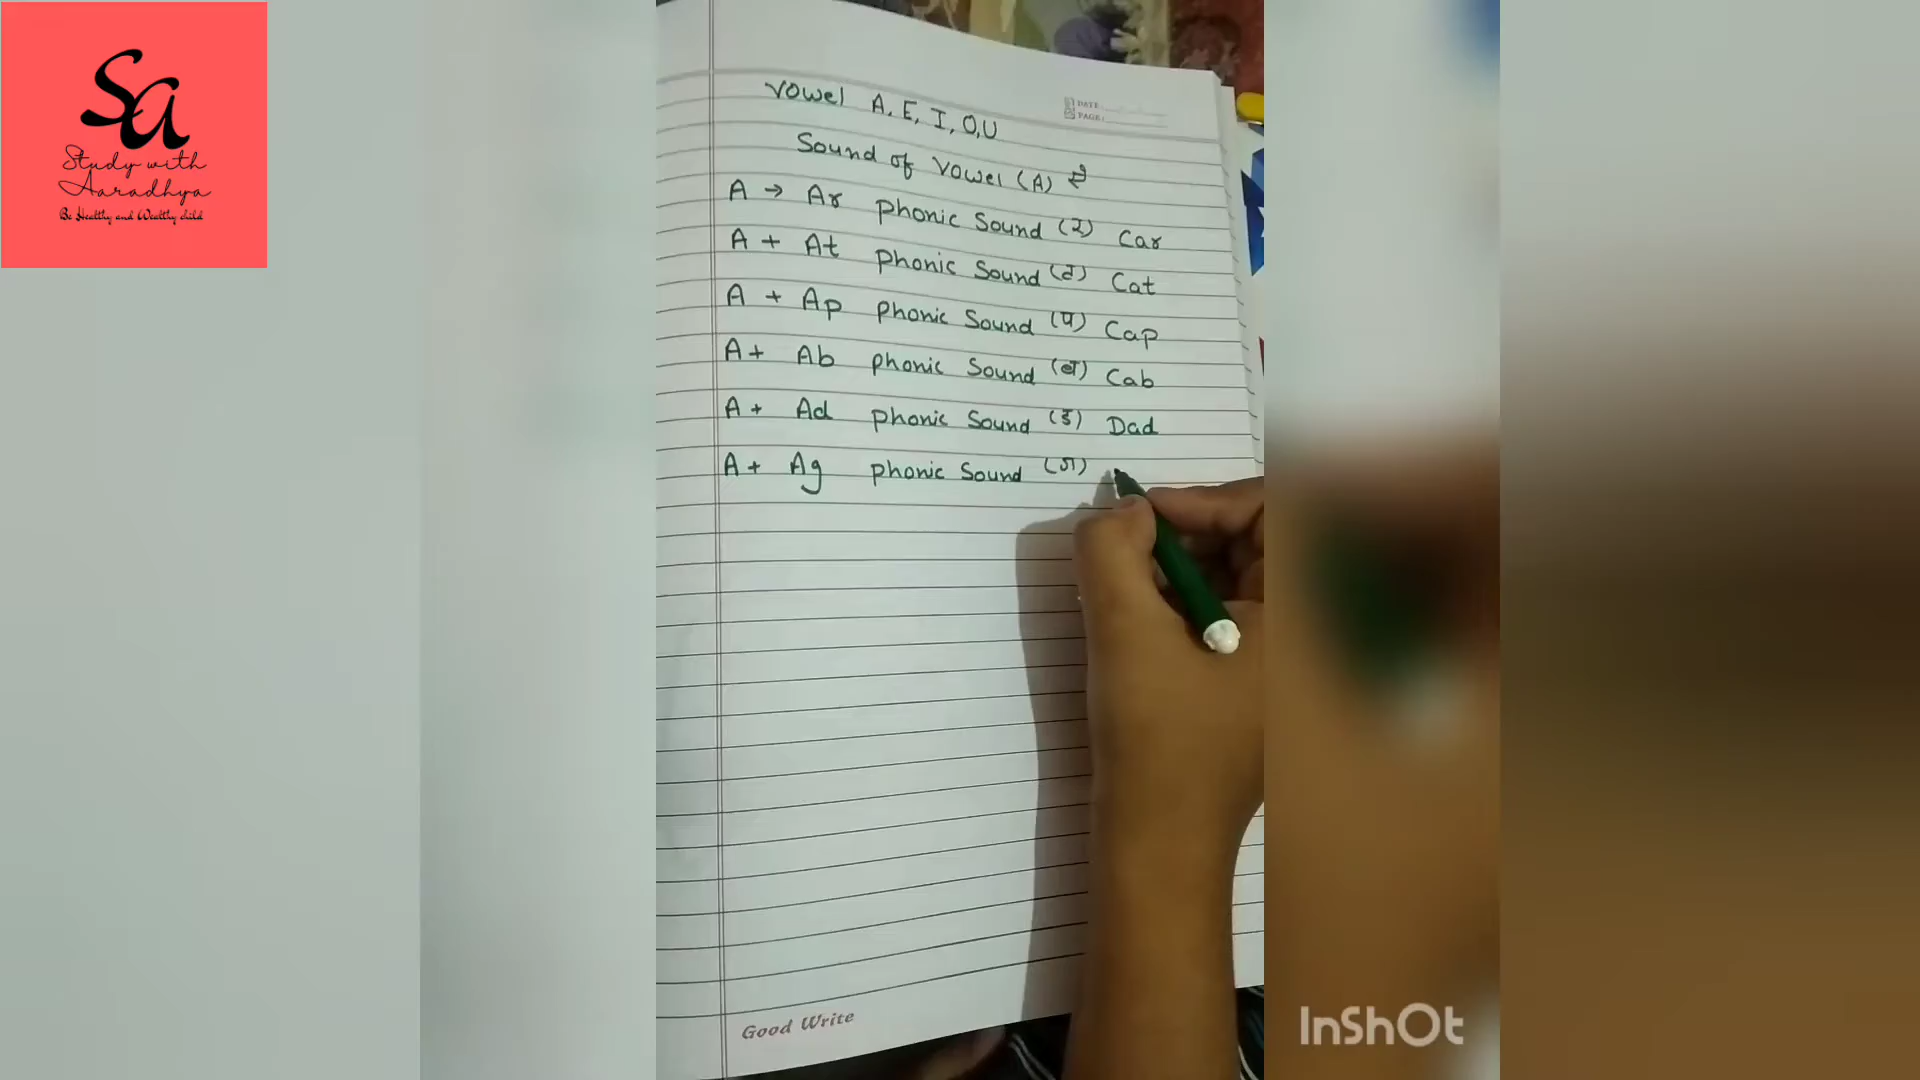 Sa
Study with
Aaradhya
Be Healthy and Wealthy child
DATE:
PAGE:
Vowel A, E, I, O, U
Sound of Vowel (A) ऐ
A → Ar phonic Sound (र) Car
A + At phonic Sound (ट) Cat
A + Ap phonic Sound (प) Cap
A + Ab phonic Sound (ब) Cab
A + Ad phonic Sound (ड) Dad
A + Ag phonic Sound (ग)
Good Write
InShOt